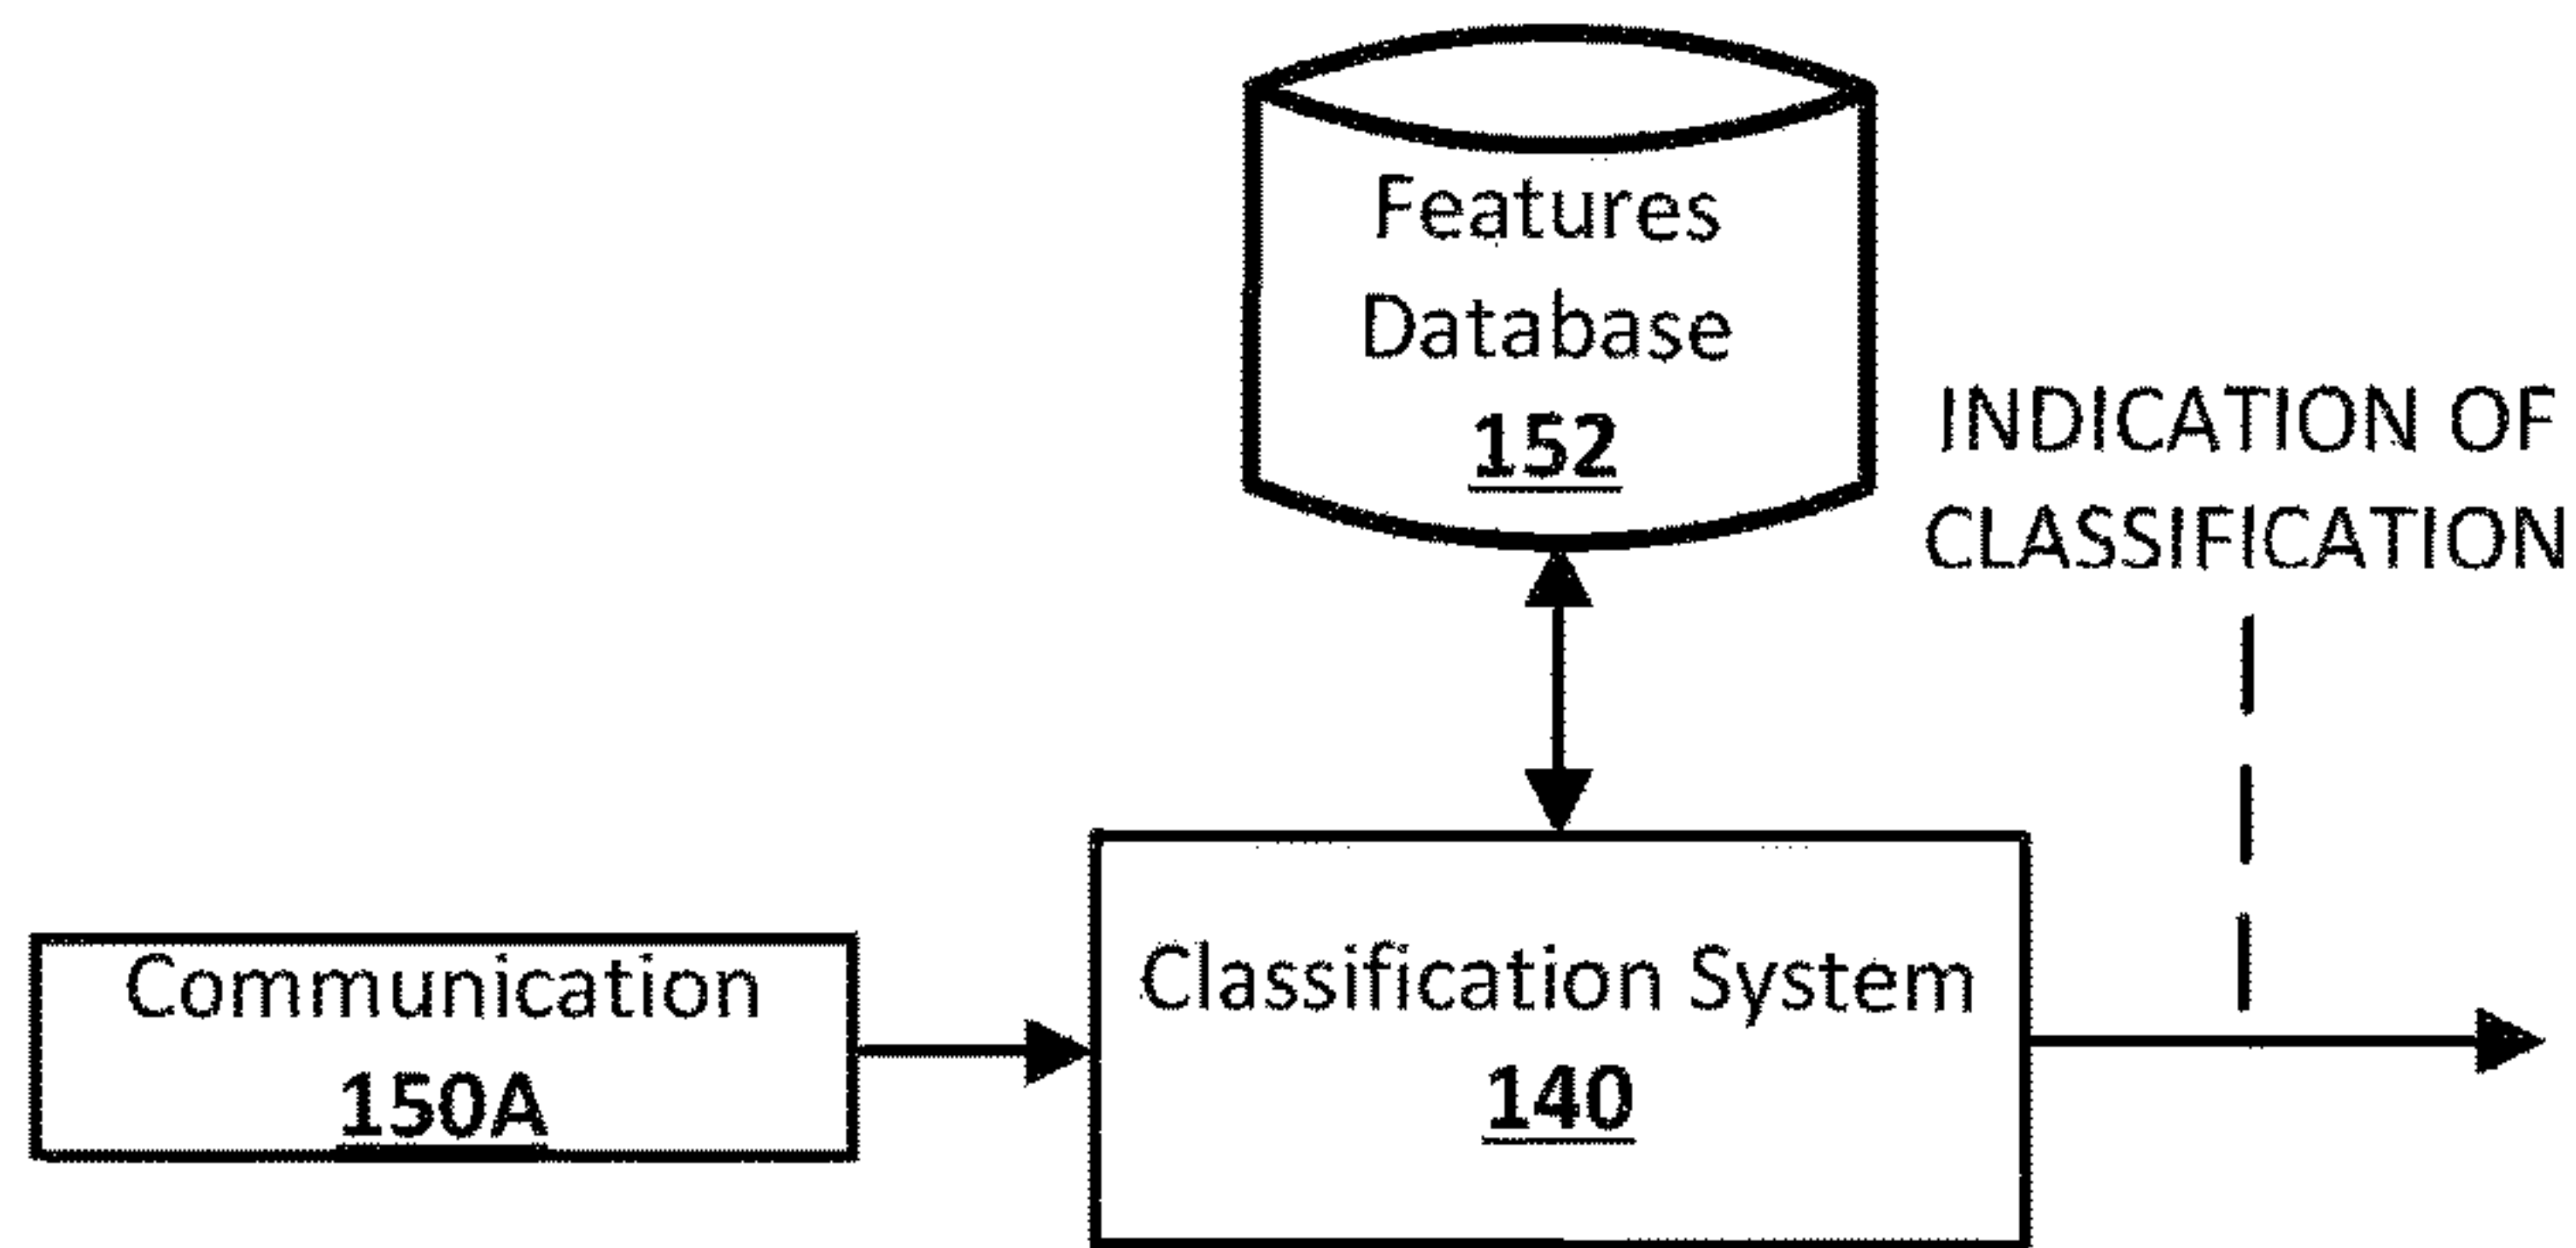 Features
Database
152
INDICATION OF
CLASSIFICATION
Communication
150A
Classification System
140